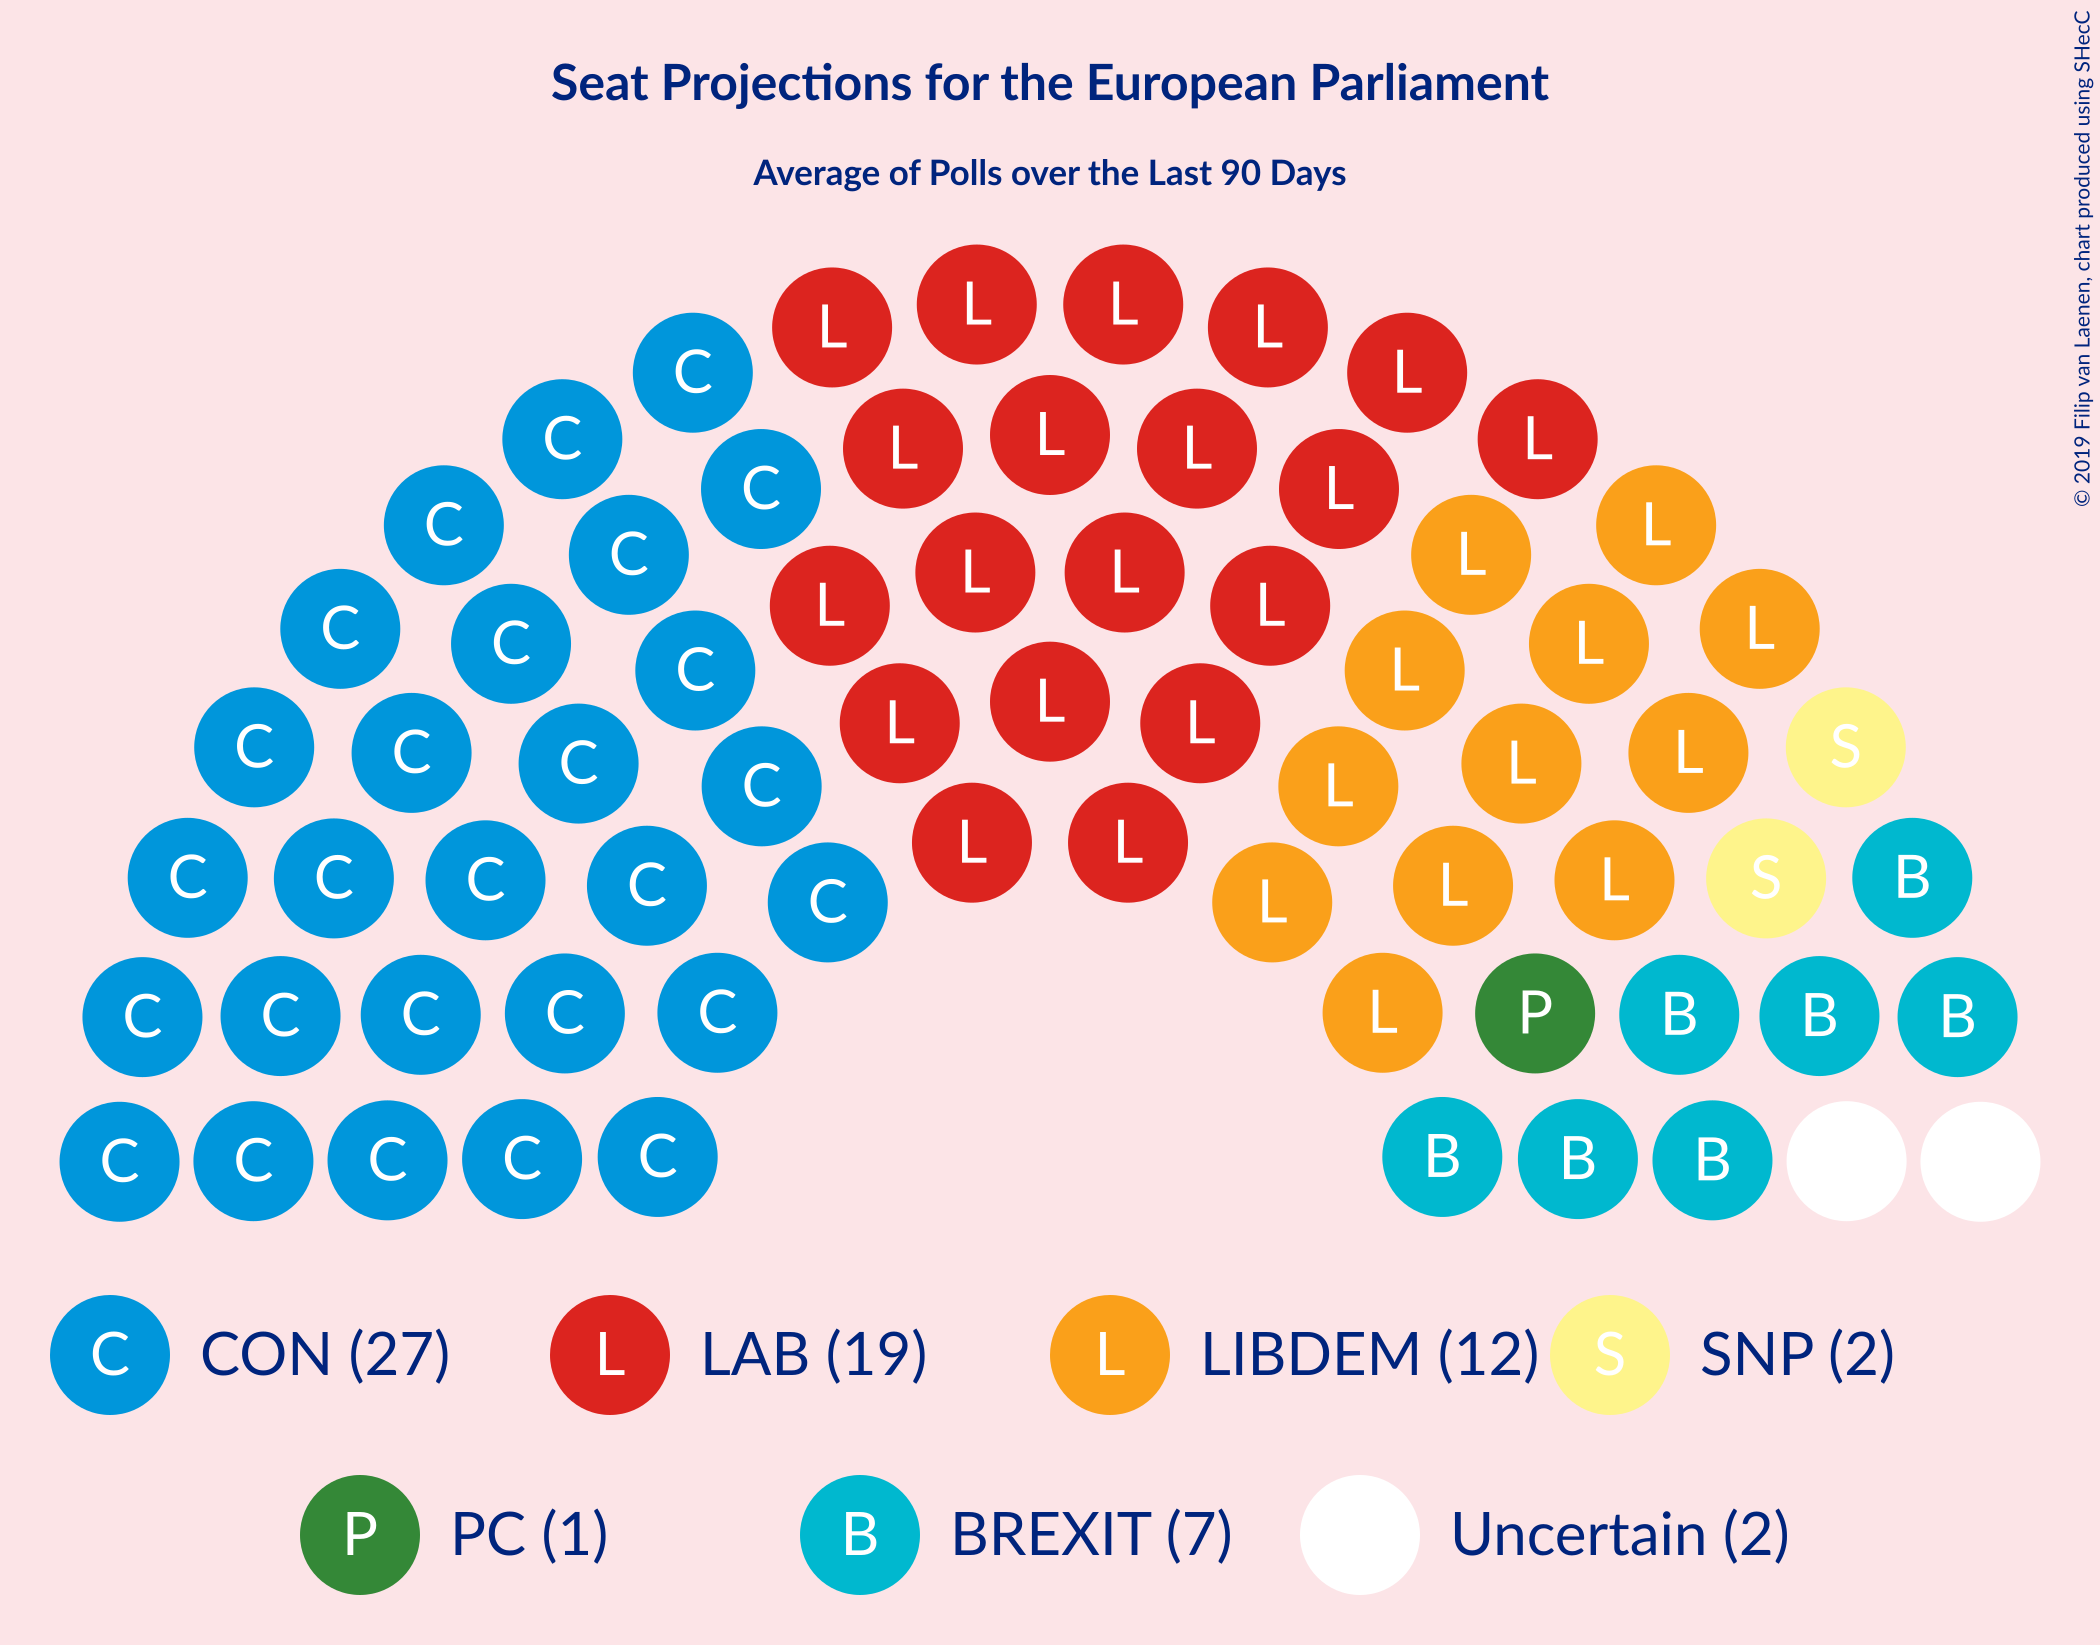 Seat Projections for the European Parliament
Average of Polls over the Last 90 Days
© 2019 Filip van Laenen, chart produced using SHecC
L L L L
C L L L C L
C C L L L L C L
C L L L L L L
C C L L L
C C C L L S
C L L L
C C C C C L L L L L S B
C C C C C L P B B B
C C C C C B B B
C CON (27) L LAB (19) L LIBDEM (12) S SNP (2)
P PC (1) B BREXIT (7) Uncertain (2)